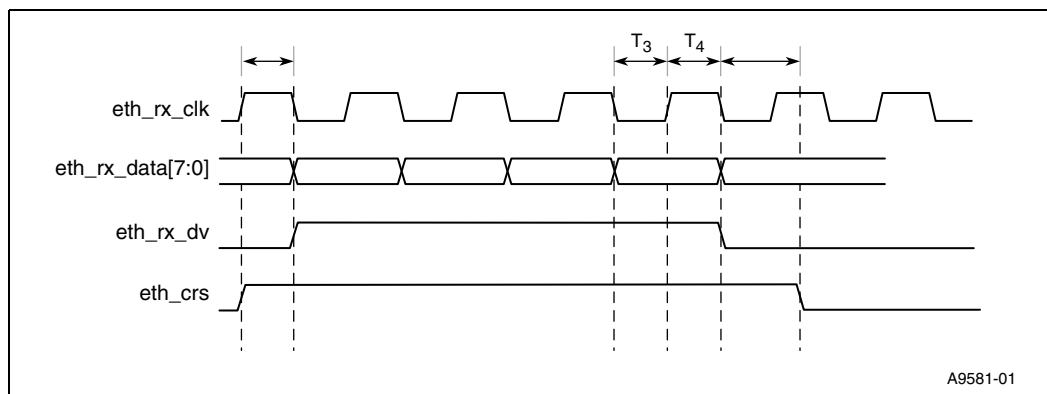 T3 T4
eth_rx_clk
eth_rx_data[7:0]
eth_rx_dv
eth_crs
A9581-01